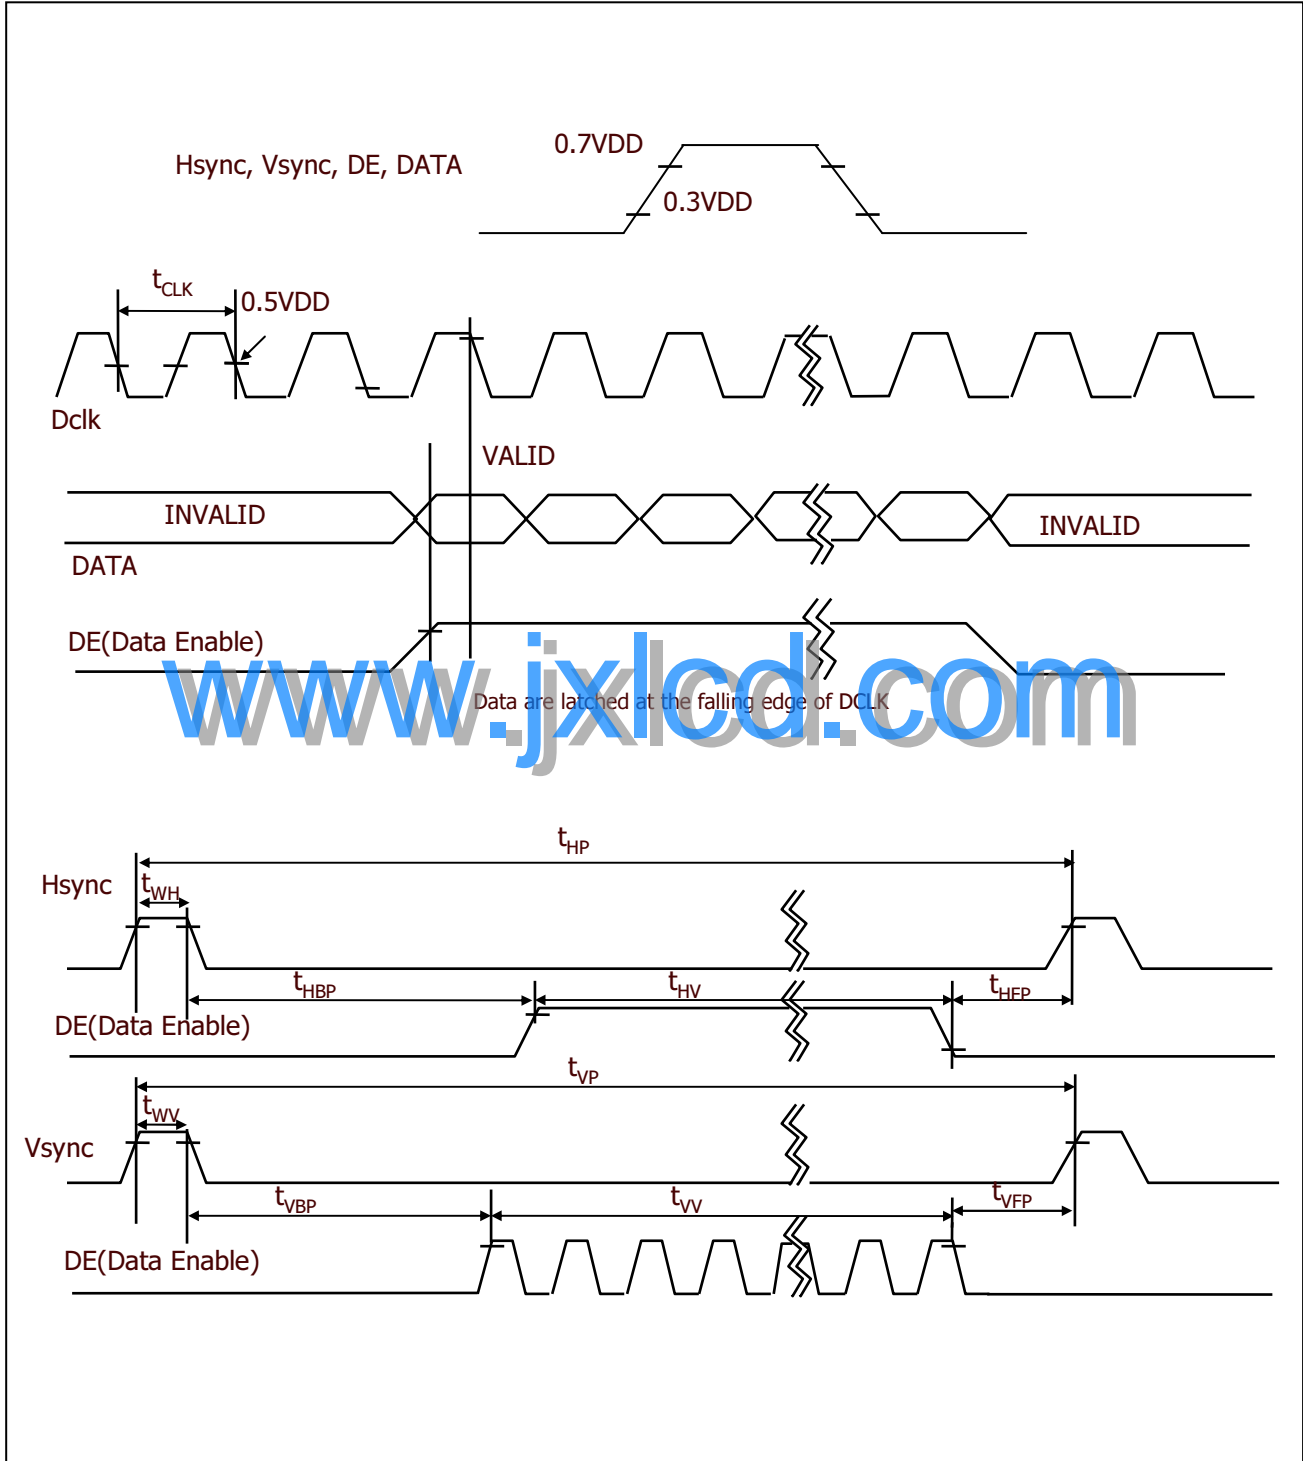 0.7VDD
Hsync, Vsync, DE, DATA
0.3VDD
tCLK
0.5VDD
Dclk
VALID
INVALID
INVALID
DATA
DE(Data Enable)
www.jxlcd.com
Data are latched at the falling edge of DCLK
tHP
Hsync
tWH
tHBP
tHV
tHFP
DE(Data Enable)
tVP
tWV
Vsync
tVBP
tVV
tVFP
DE(Data Enable)